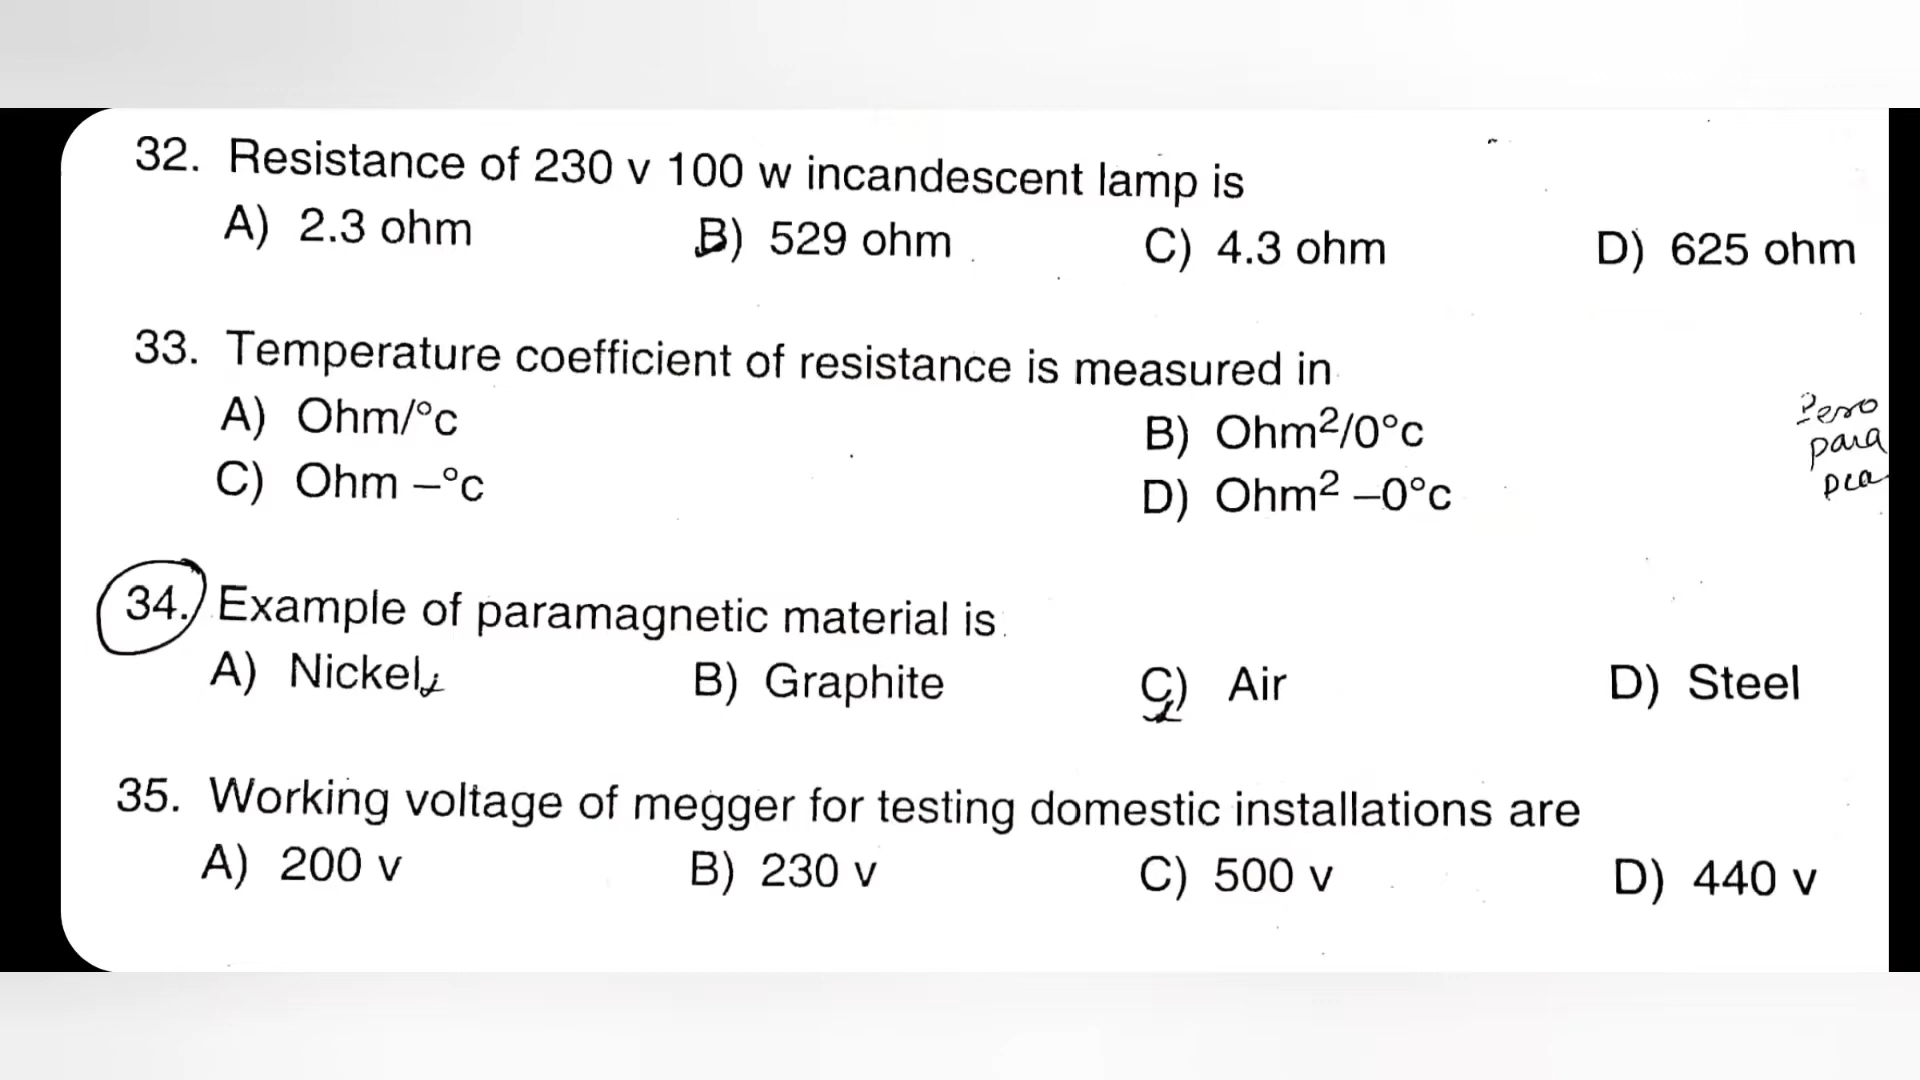 32. Resistance of 230 v 100 w incandescent lamp is
A) 2.3 ohm B) 529 ohm C) 4.3 ohm D) 625 ohm
33. Temperature coefficient of resistance is measured in
A) Ohm/°c B) Ohm²/0°c
C) Ohm –°c D) Ohm² –0°c
para
34. Example of paramagnetic material is
A) Nickel B) Graphite C) Air D) Steel
35. Working voltage of megger for testing domestic installations are
A) 200 v B) 230 v C) 500 v D) 440 v